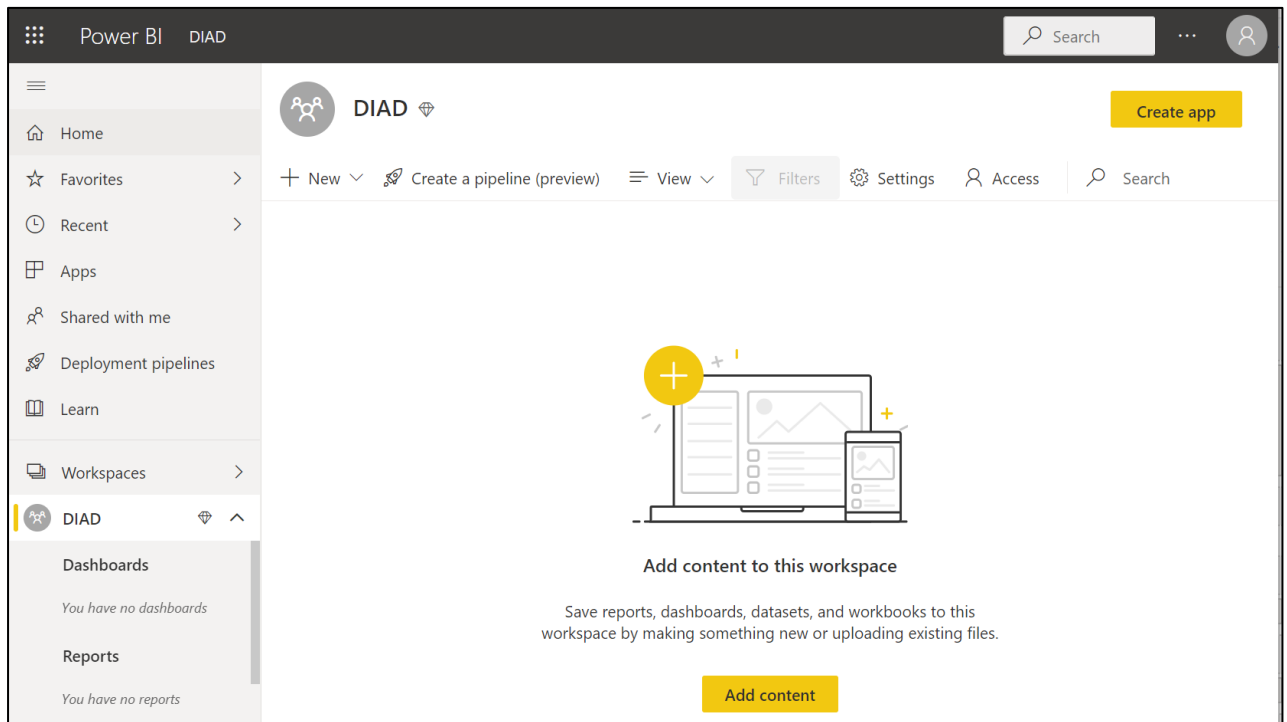 Power BI DIAD
Search
DIAD
Create app
Home
Favorites
Recent
Apps
Shared with me
Deployment pipelines
Learn
Workspaces
DIAD
Dashboards
You have no dashboards
Reports
You have no reports
New Create a pipeline (preview) View Filters Settings Access Search
Add content to this workspace
Save reports, dashboards, datasets, and workbooks to this
workspace by making something new or uploading existing files.
Add content